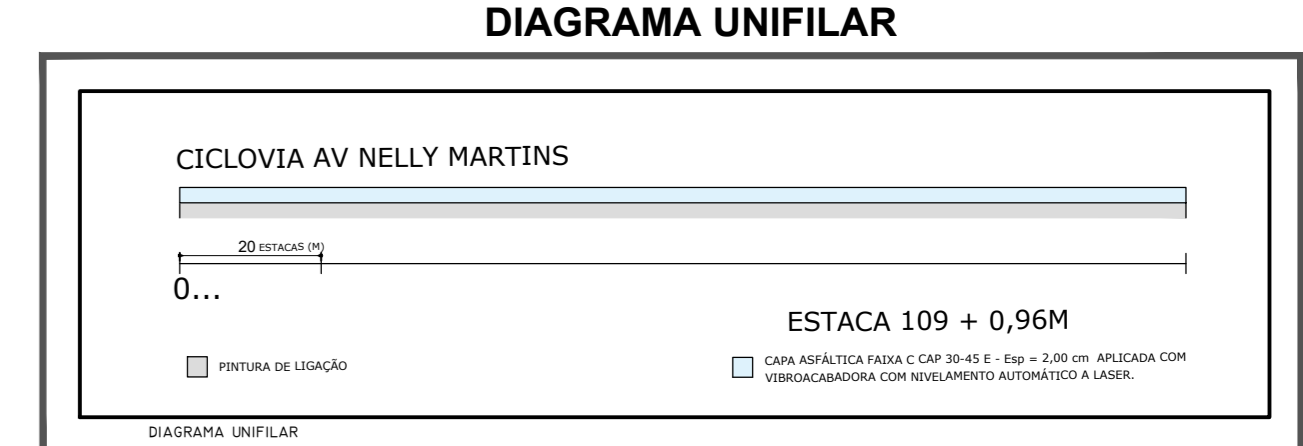 DIAGRAMA UNIFILAR
CICLOVIA AV NELLY MARTINS
20 ESTACAS (M)
0...
ESTACA 109 + 0,96M
PINTURA DE LIGAÇÃO
CAPA ASFÁLTICA FAIXA C CAP 30-45 E - Esp = 2,00 cm APLICADA COM
VIBROACABADORA COM NIVELAMENTO AUTOMÁTICO A LASER.
DIAGRAMA UNIFILAR